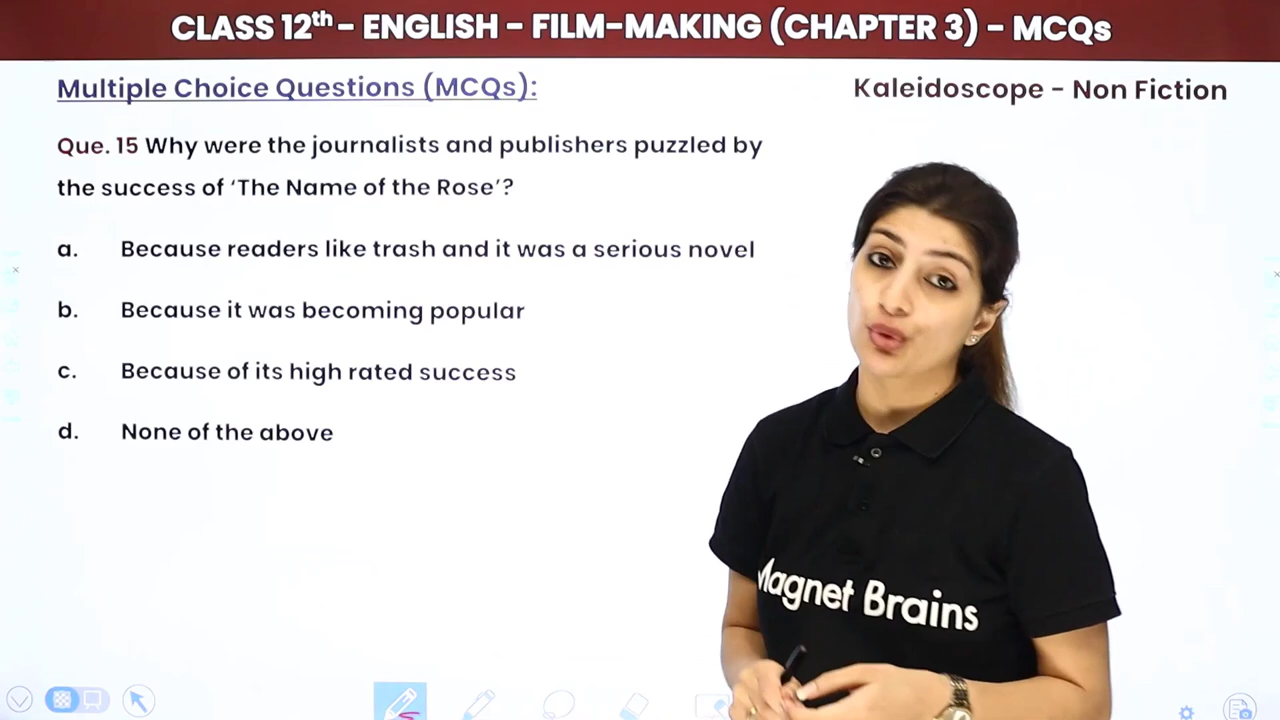 CLASS 12th - ENGLISH - FILM-MAKING (CHAPTER 3) - MCQs
Multiple Choice Questions (MCQs):
Kaleidoscope - Non Fiction
Que. 15 Why were the journalists and publishers puzzled by
the success of ‘The Name of the Rose’?
a. Because readers like trash and it was a serious novel
b. Because it was becoming popular
c. Because of its high rated success
d. None of the above
Magnet Brains